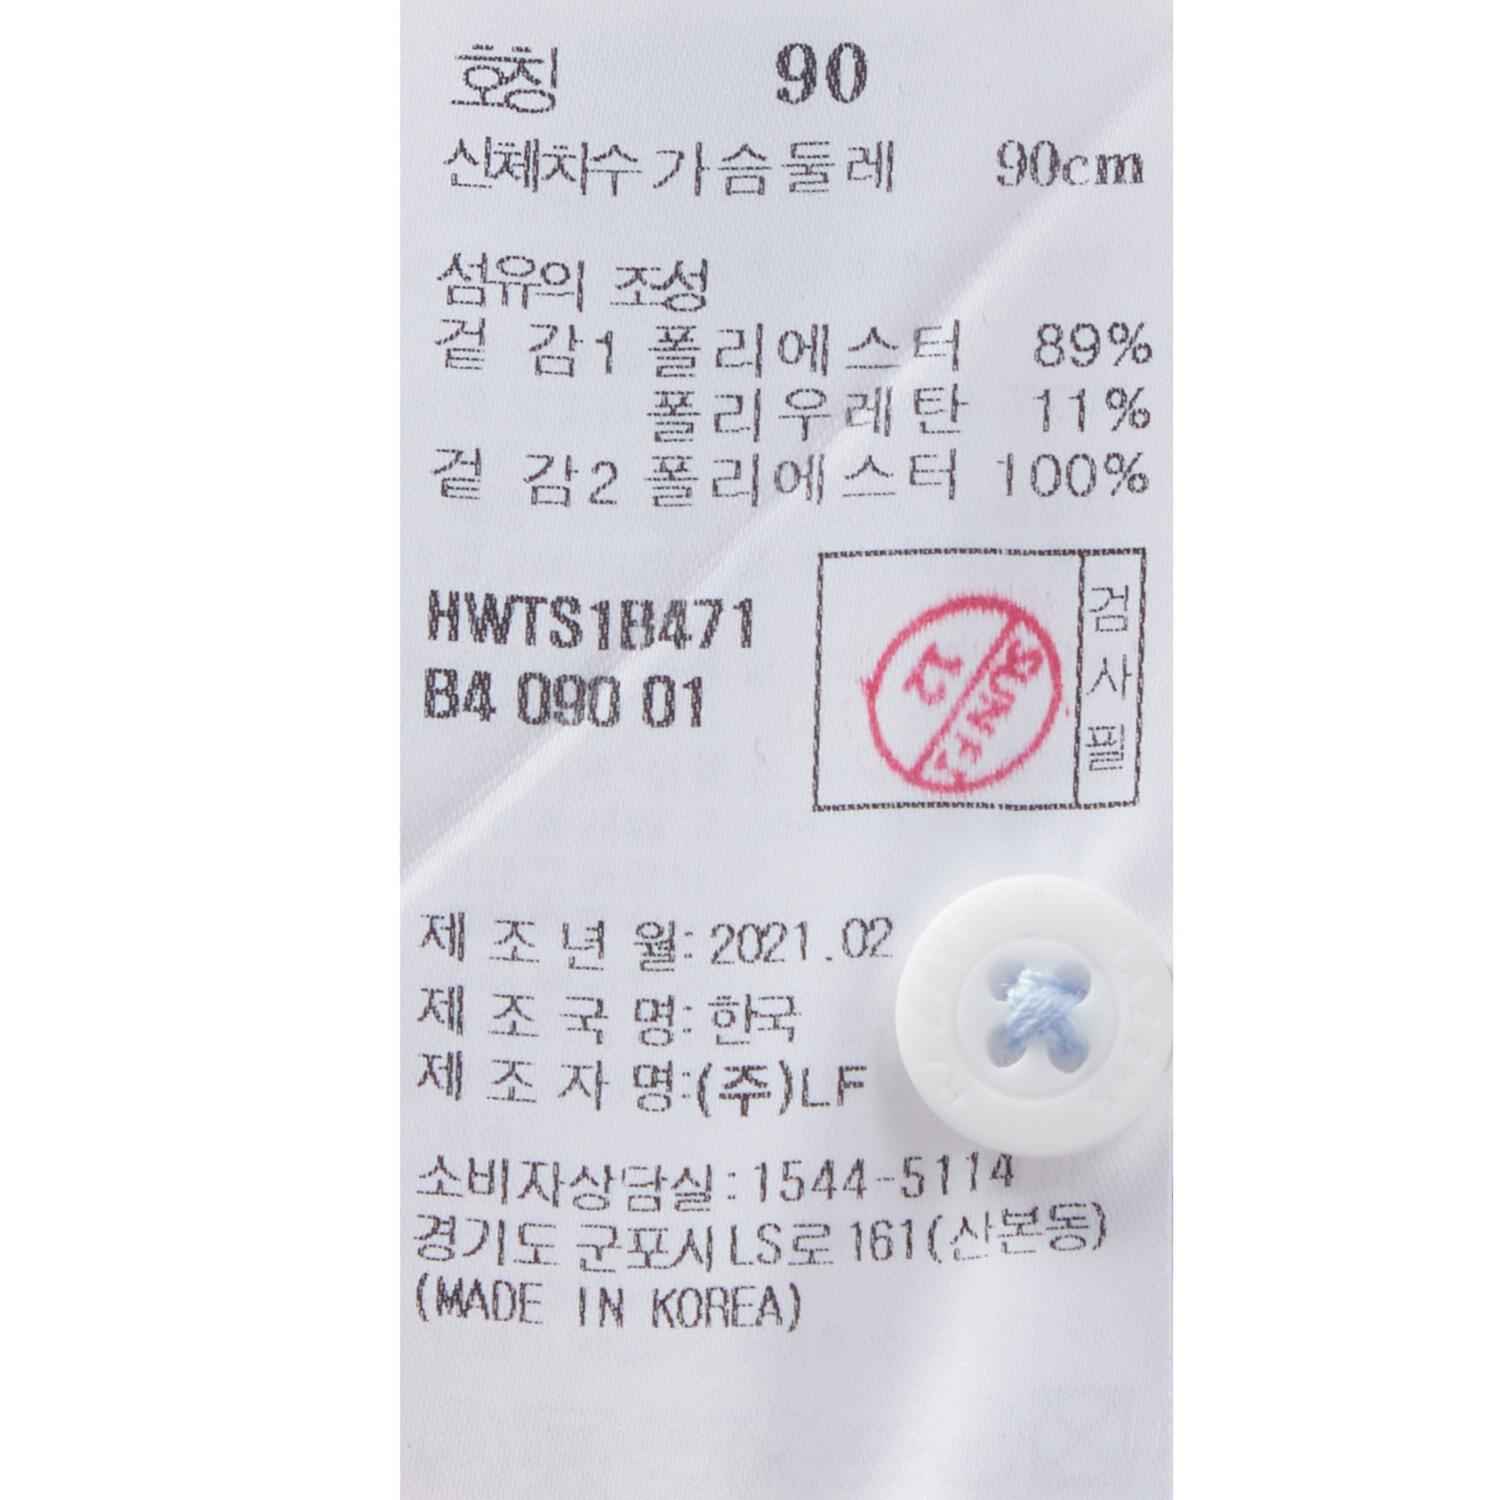 호칭 90
신체치수 가슴둘레 90cm
섬유의 조성
겉 감1 폴리에스터 89%
폴리우레탄 11%
겉 감2 폴리에스터 100%
HWTS1B471
B4 090 01
검사필
제 조 년 월: 2021.02
제 조 국 명: 한국
제 조 자 명:(주)LF
소비자상담실:1544-5114
경기도 군포시 LS로 161(산본동)
(MADE IN KOREA)